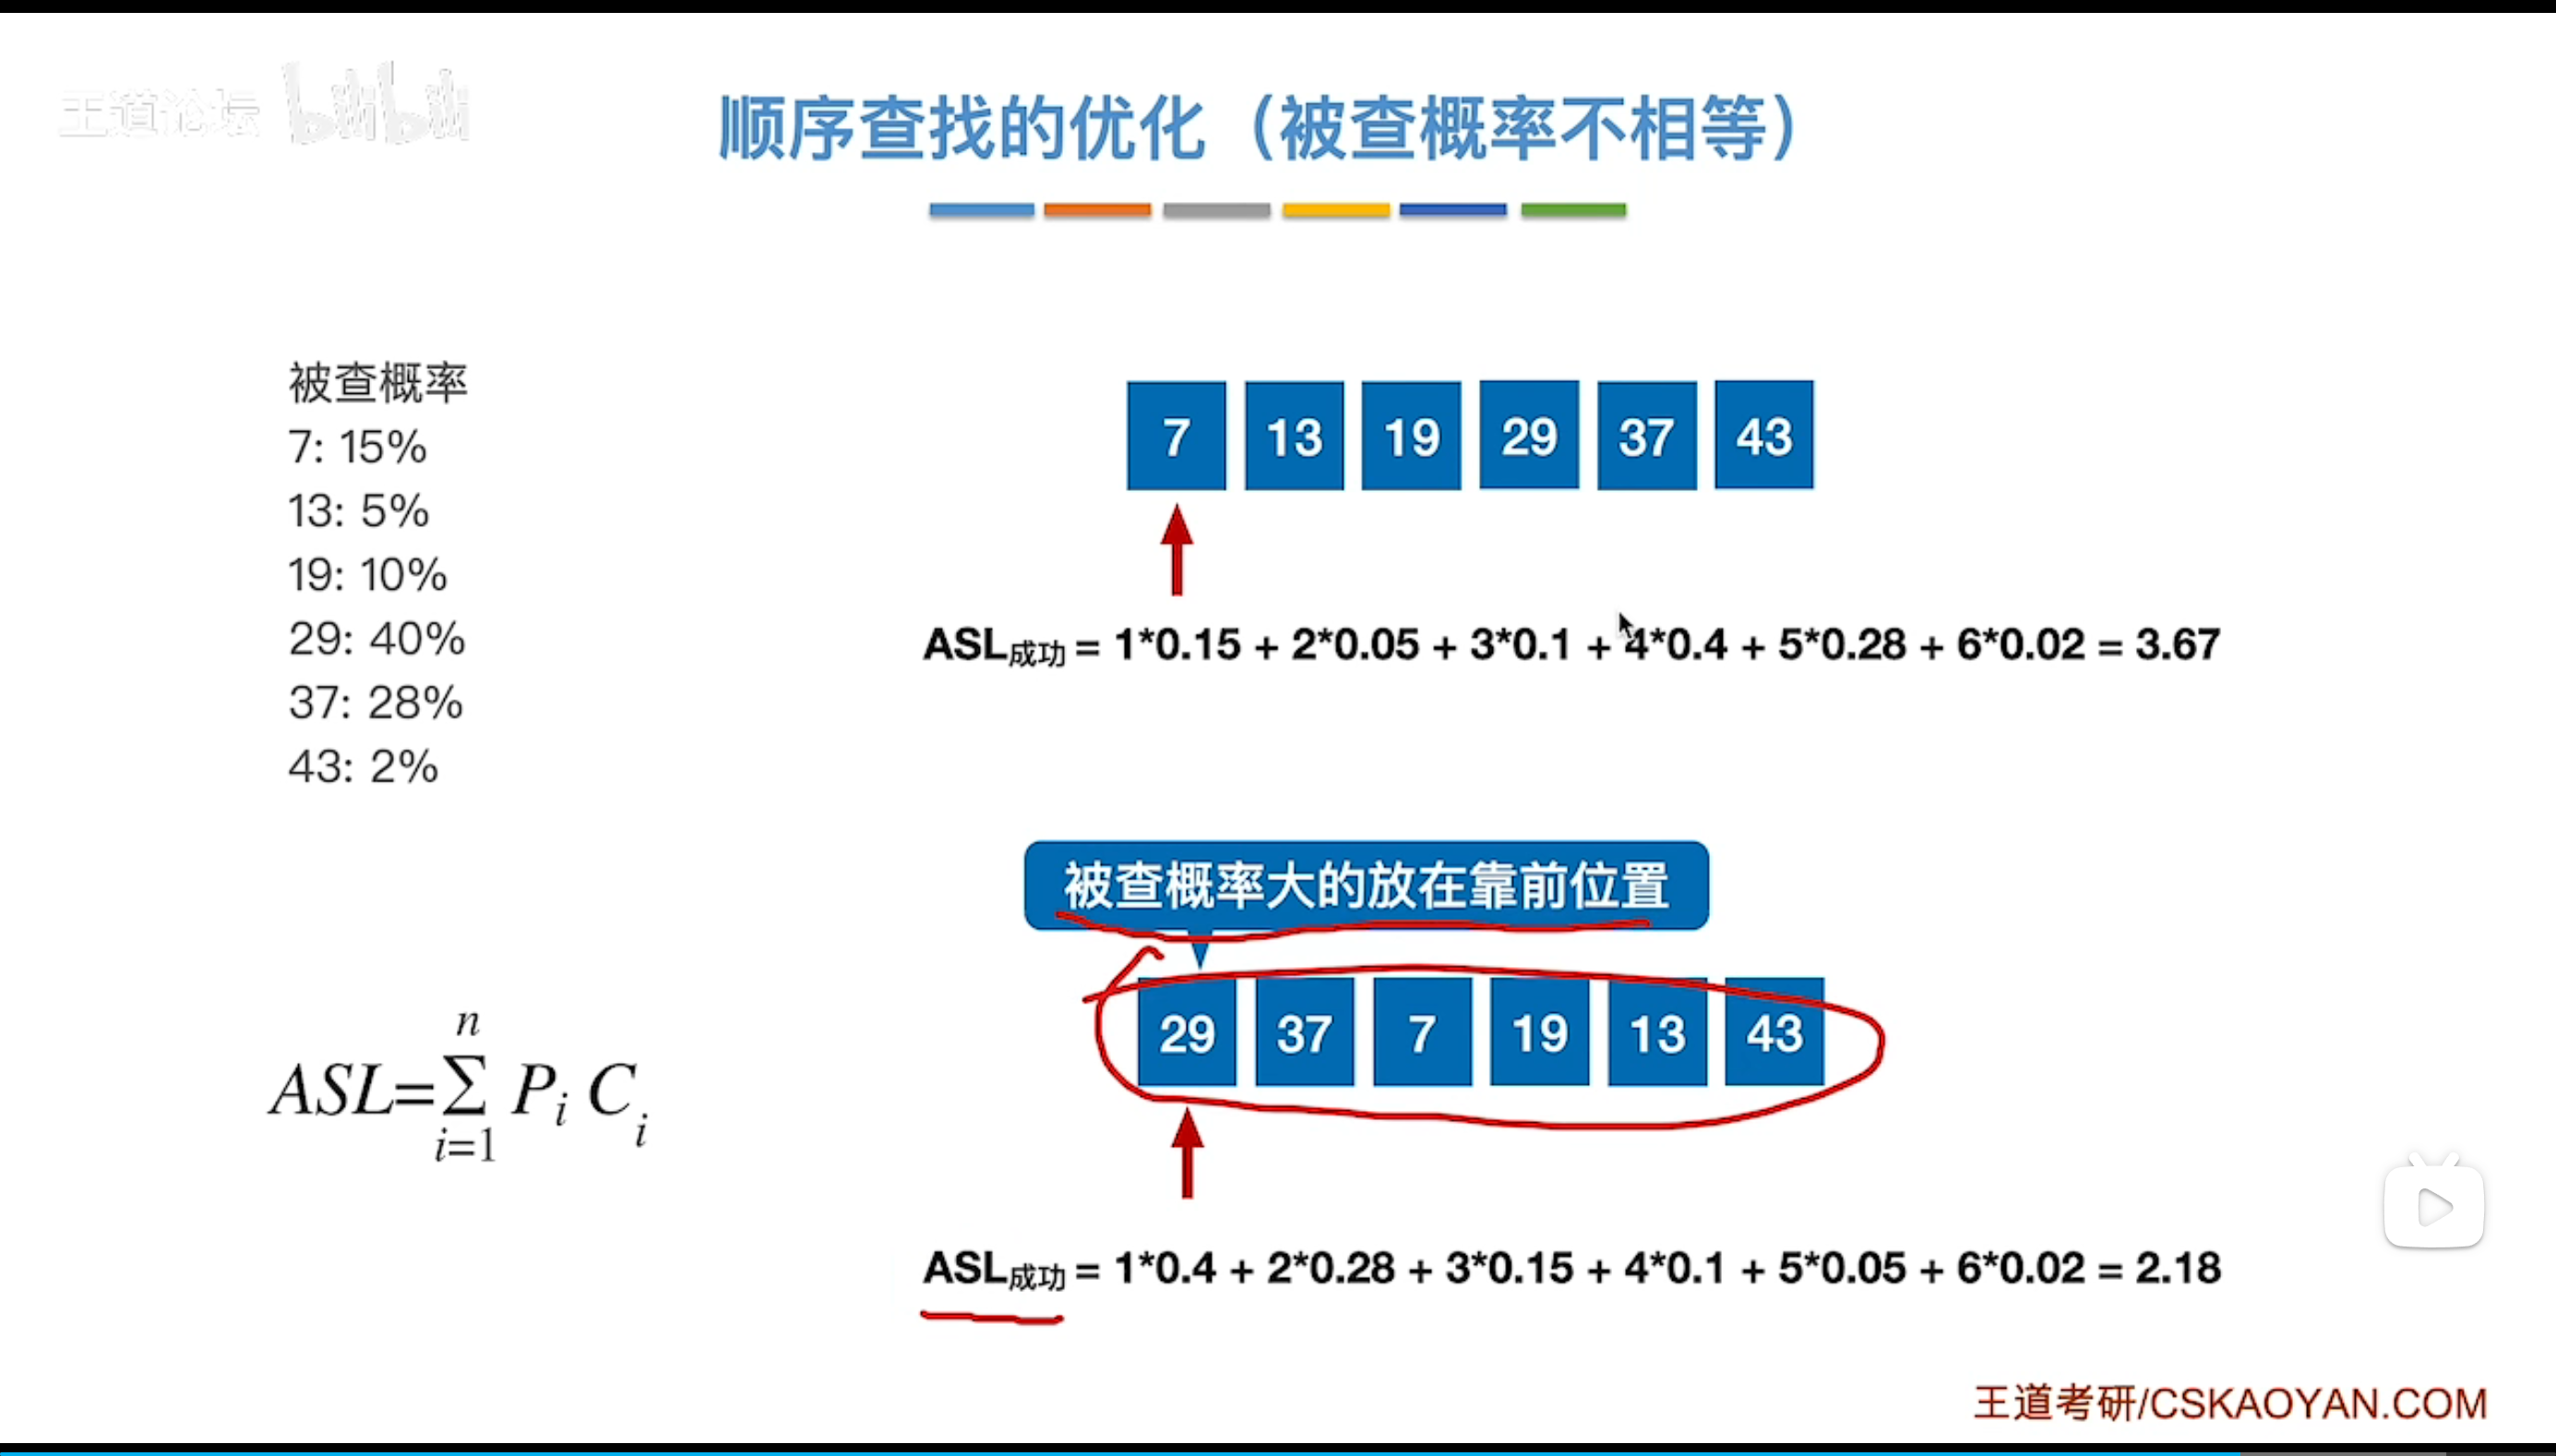 王道论坛 bilibili
顺序查找的优化（被查概率不相等）
被查概率
7: 15%
13: 5%
19: 10%
29: 40%
37: 28%
43: 2%
7 13 19 29 37 43
ASL成功 = 1*0.15 + 2*0.05 + 3*0.1 + 4*0.4 + 5*0.28 + 6*0.02 = 3.67
被查概率大的放在靠前位置
29 37 7 19 13 43
ASL=∑ⁿᵢ₌₁ Pᵢ Cᵢ
ASL成功 = 1*0.4 + 2*0.28 + 3*0.15 + 4*0.1 + 5*0.05 + 6*0.02 = 2.18
王道考研/CSKAOYAN.COM